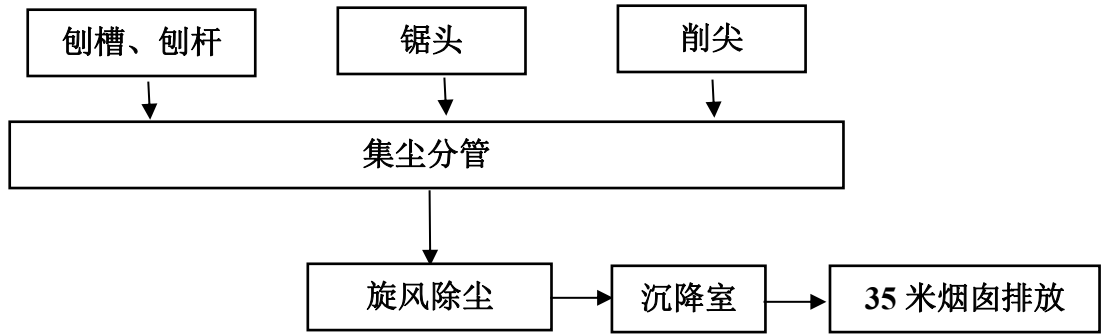 刨槽、刨杆
锯头
削尖
集尘分管
旋风除尘
沉降室
35 米烟囱排放